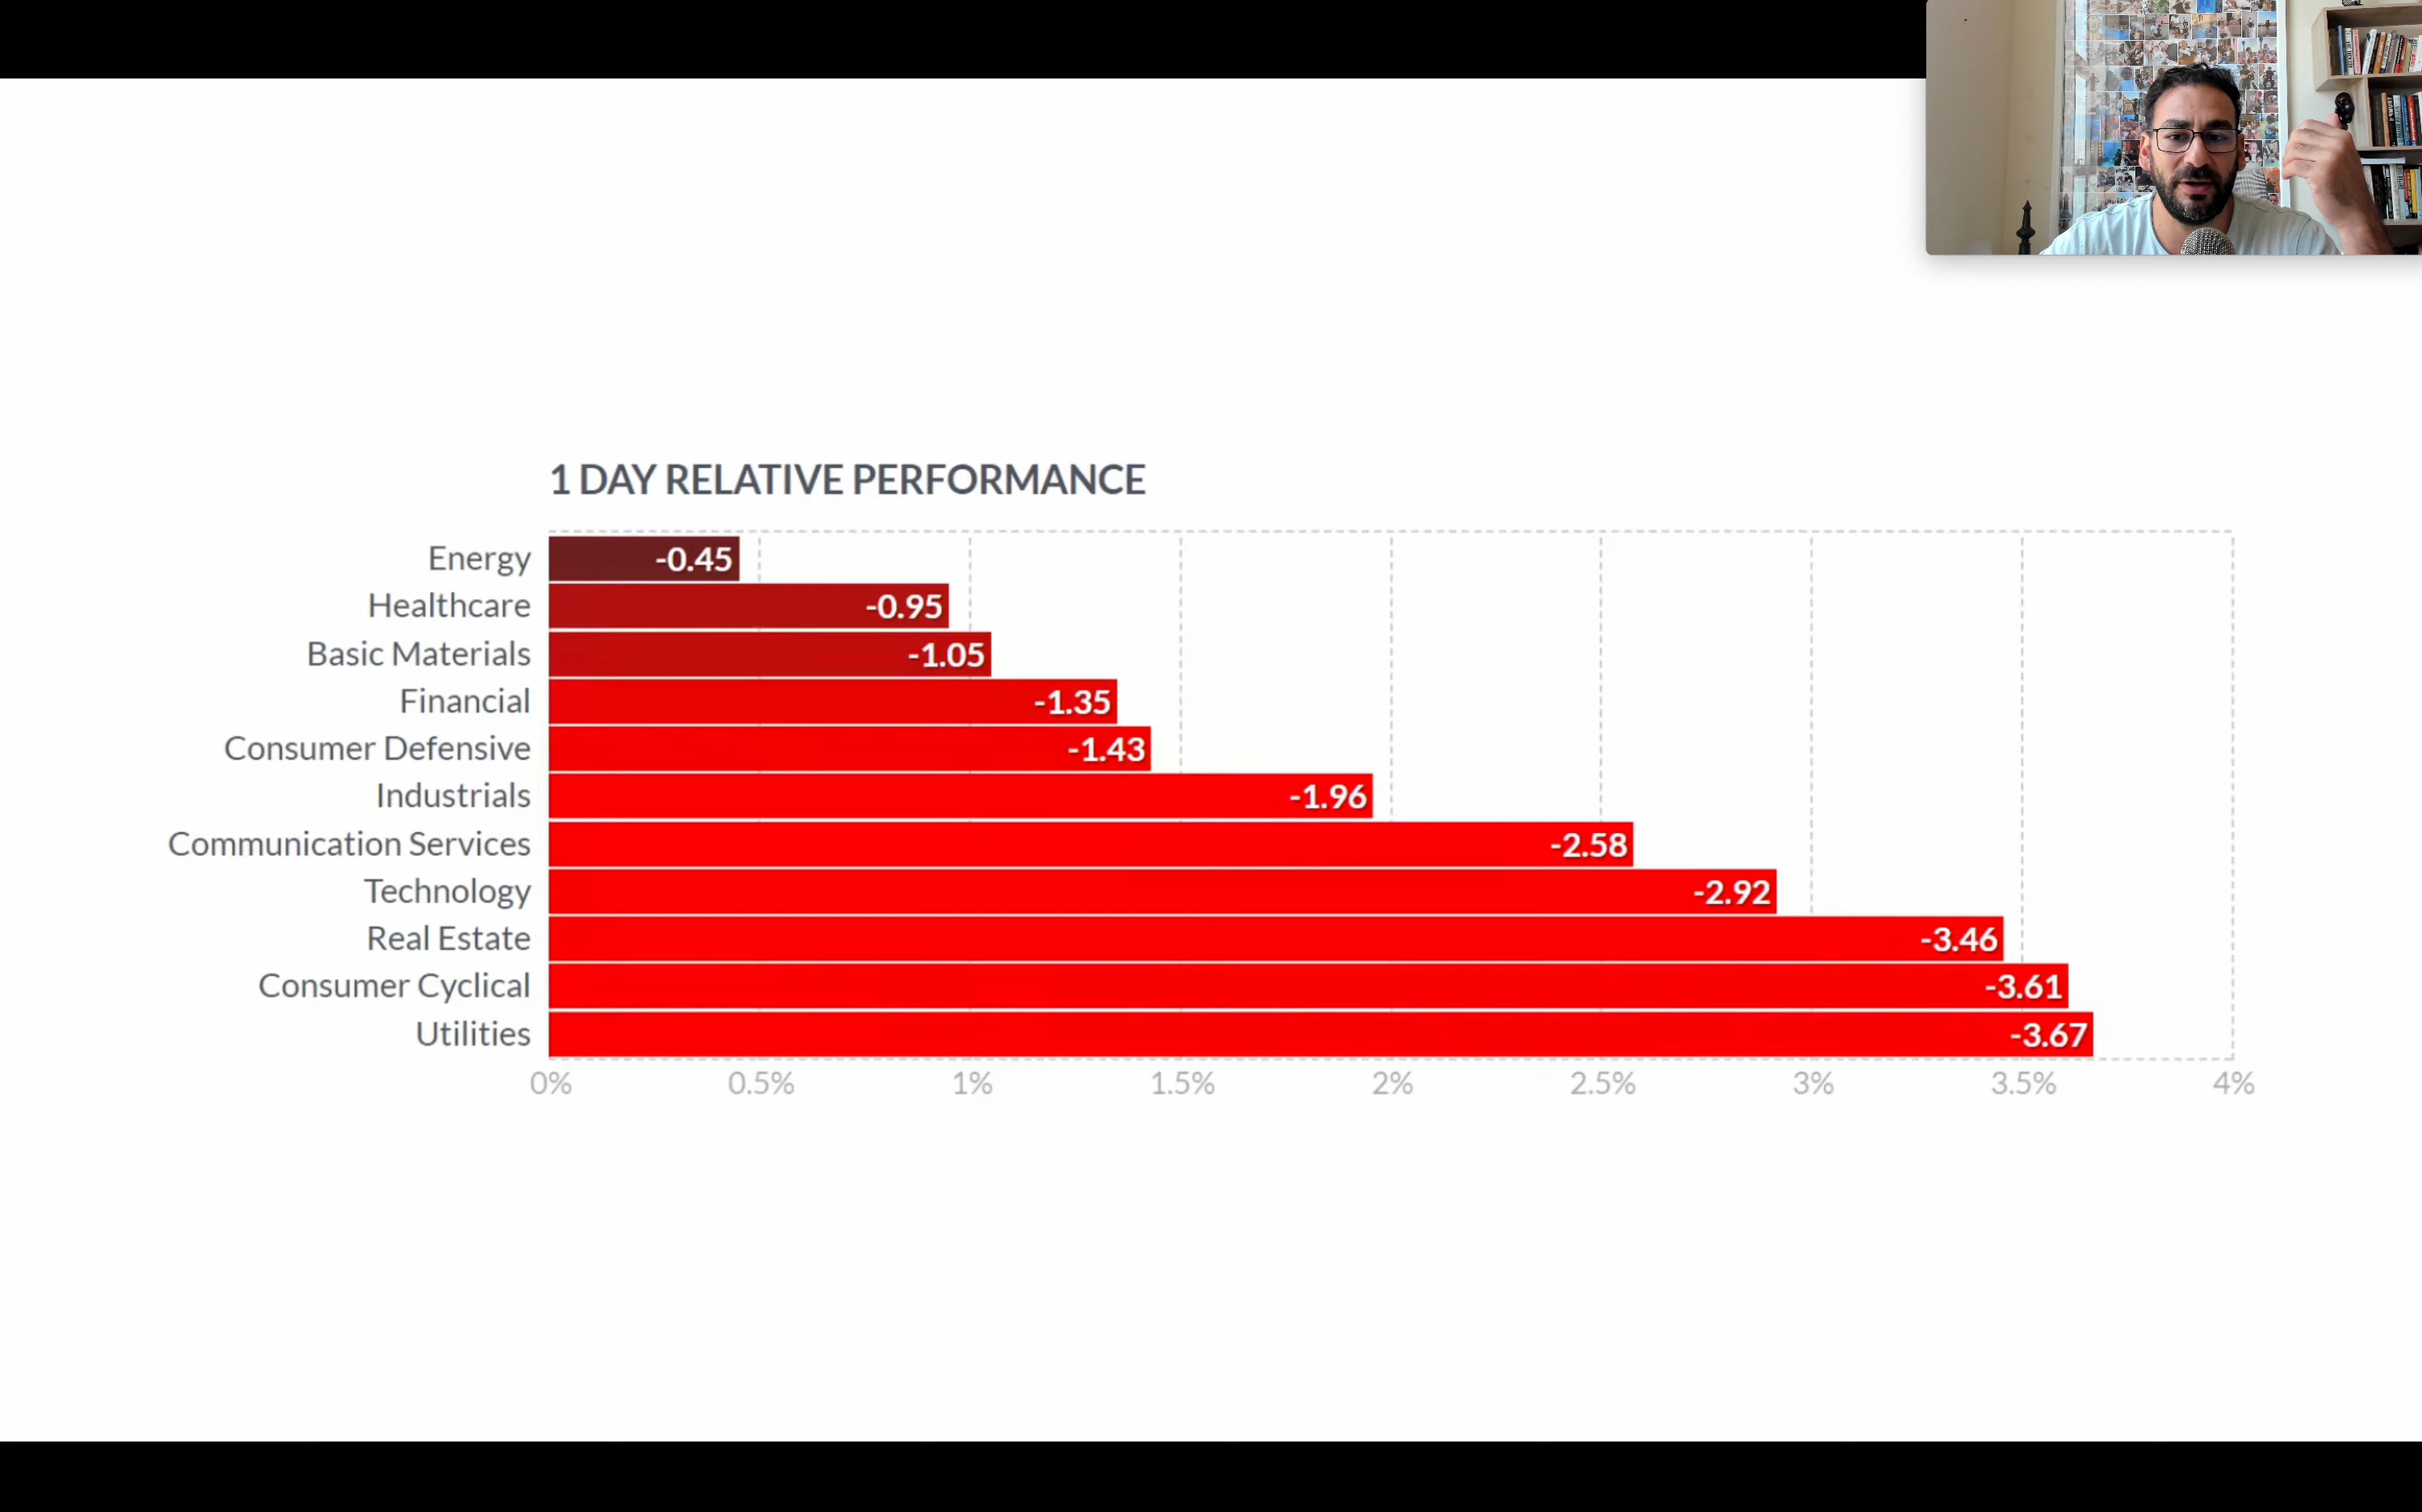 1 DAY RELATIVE PERFORMANCE
Energy -0.45
Healthcare -0.95
Basic Materials -1.05
Financial -1.35
Consumer Defensive -1.43
Industrials -1.96
Communication Services -2.58
Technology -2.92
Real Estate -3.46
Consumer Cyclical -3.61
Utilities -3.67
0% 0.5% 1% 1.5% 2% 2.5% 3% 3.5% 4%